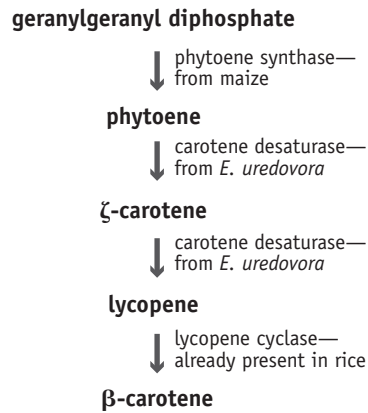 geranylgeranyl diphosphate
phytoene synthase—
from maize
phytoene
carotene desaturase—
from E. uredovora
ζ-carotene
carotene desaturase—
from E. uredovora
lycopene
lycopene cyclase—
already present in rice
β-carotene